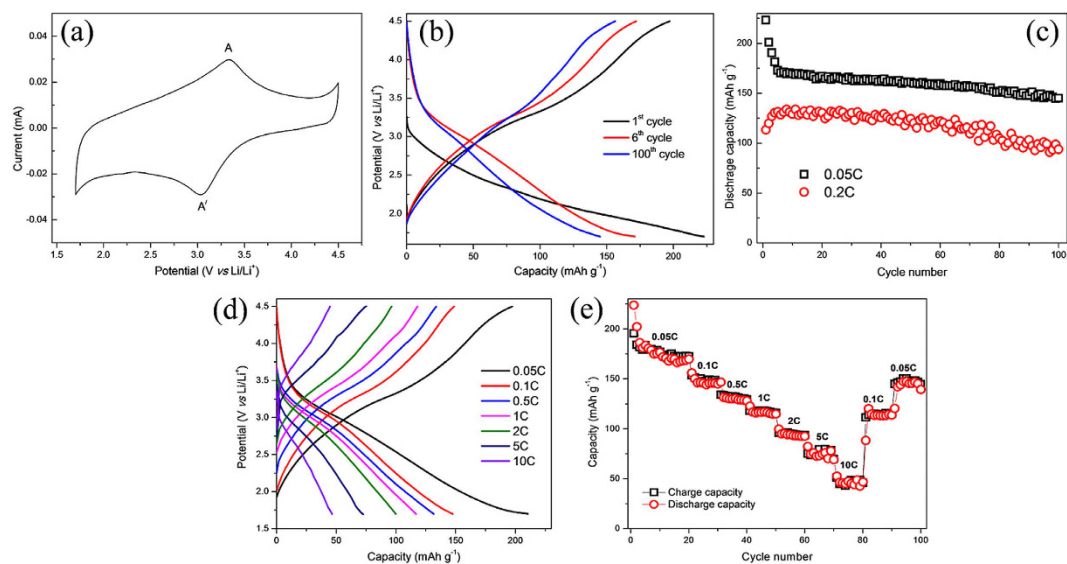 (a)
0.04
0.02
0.00
-0.02
-0.04
Current (mA)
A
A′
1.5 2.0 2.5 3.0 3.5 4.0 4.5
Potential (V vs Li/Li⁺)
(b)
4.5
4.0
3.5
3.0
2.5
2.0
Potential (V vs Li/Li⁺)
1ˢᵗ cycle
6ᵗʰ cycle
100ᵗʰ cycle
0 50 100 150 200
Capacity (mAh g⁻¹)
(c)
225
175
125
75
25
Dischrage capacity (mAh g⁻¹)
0.05C
0.2C
0 20 40 60 80 100
Cycle number
(d)
4.5
4.0
3.5
3.0
2.5
2.0
1.5
Potential (V vs Li/Li⁺)
0.05C
0.1C
0.5C
1C
2C
5C
10C
0 50 100 150 200
Capacity (mAh g⁻¹)
(e)
250
200
150
100
50
0
Capacity (mAh g⁻¹)
0.05C
0.1C
0.5C
1C
2C
5C
10C
0.1C
0.05C
Charge capacity
Discharge capacity
0 20 40 60 80 100
Cycle number